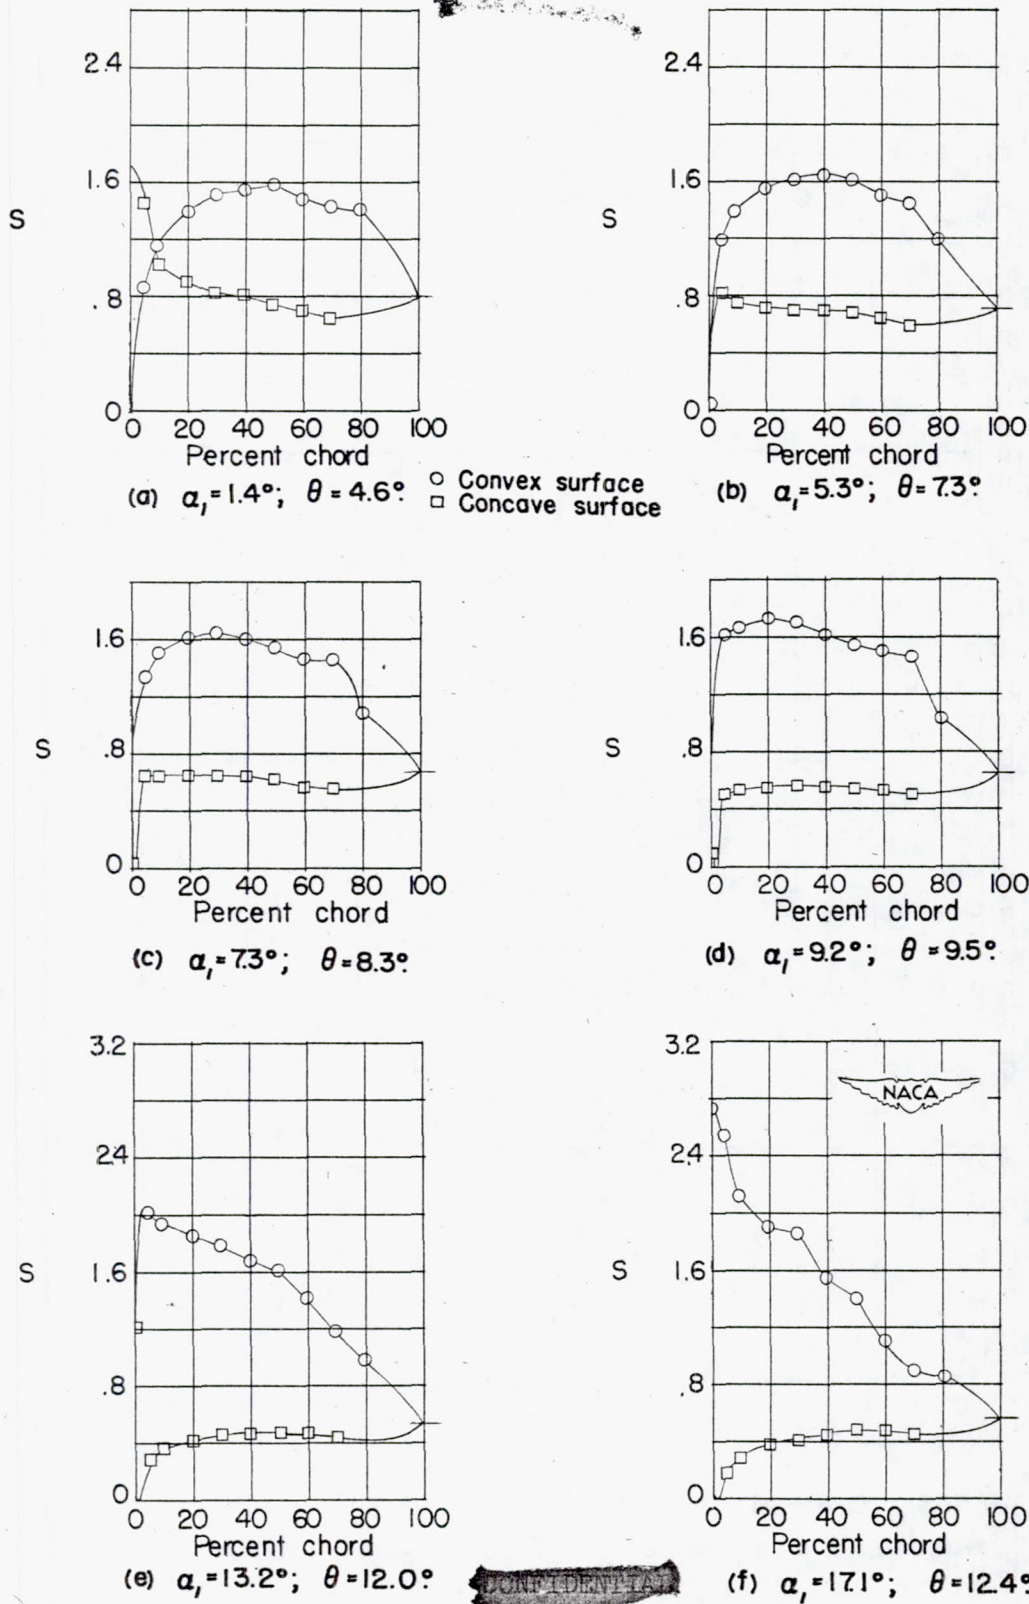 2.4
1.6
S
.8
0
0 20 40 60 80 100
Percent chord
(a) α₁=1.4°; θ=4.6°.
○ Convex surface
□ Concave surface
2.4
1.6
S
.8
0
0 20 40 60 80 100
Percent chord
(b) α₁=5.3°; θ=7.3°.
1.6
S
.8
0
0 20 40 60 80 100
Percent chord
(c) α₁=7.3°; θ=8.3°.
1.6
S
.8
0
0 20 40 60 80 100
Percent chord
(d) α₁=9.2°; θ=9.5°.
3.2
2.4
S
1.6
.8
0
0 20 40 60 80 100
Percent chord
(e) α₁=13.2°; θ=12.0°.
3.2
NACA
2.4
S
1.6
.8
0
0 20 40 60 80 100
Percent chord
(f) α₁=17.1°; θ=12.4°
CONFIDENTIAL